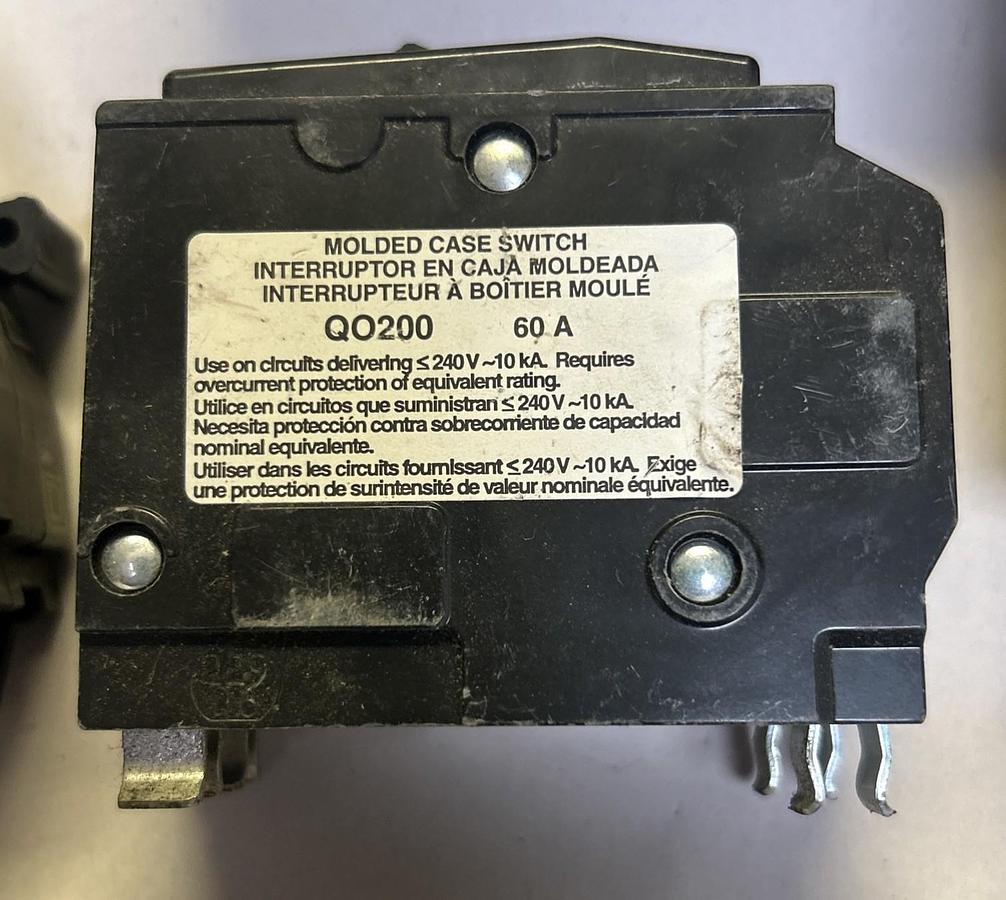 MOLDED CASE SWITCH
INTERRUPTOR EN CAJA MOLDEADA
INTERRUPTEUR À BOÎTIER MOULÉ
QO200 60 A
Use on circuits delivering ≤ 240 V ~10 kA. Requires
overcurrent protection of equivalent rating.
Utilice en circuitos que suministran ≤ 240 V ~10 kA.
Necesita protección contra sobrecorriente de capacidad
nominal equivalente.
Utiliser dans les circuits fournissant ≤ 240 V ~10 kA. Exige
une protection de surintensité de valeur nominale équivalente.